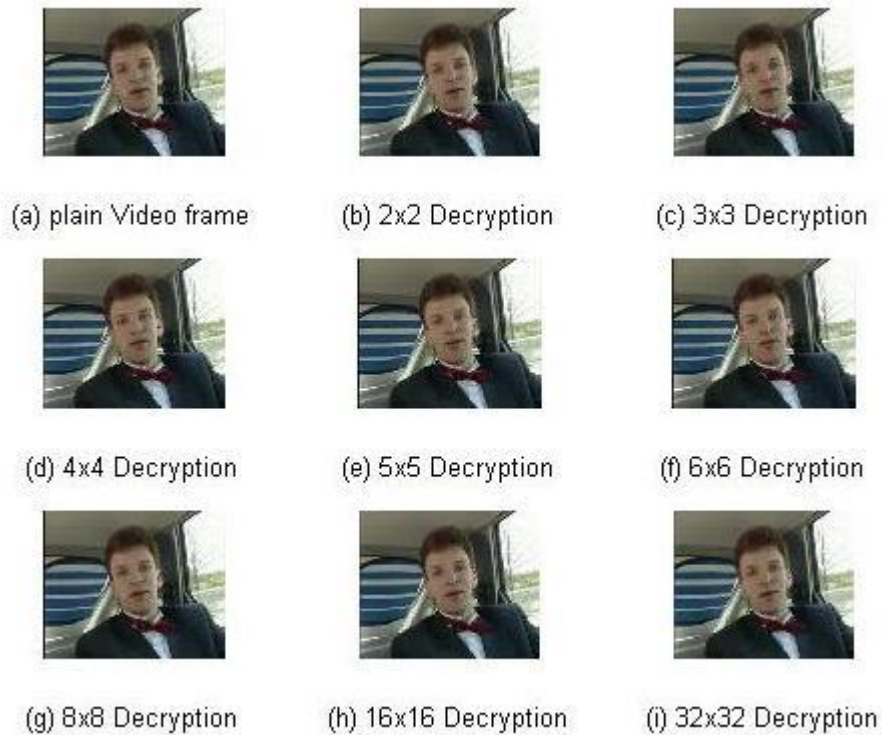 (a) plain Video frame
(b) 2x2 Decryption
(c) 3x3 Decryption
(d) 4x4 Decryption
(e) 5x5 Decryption
(f) 6x6 Decryption
(g) 8x8 Decryption
(h) 16x16 Decryption
(i) 32x32 Decryption